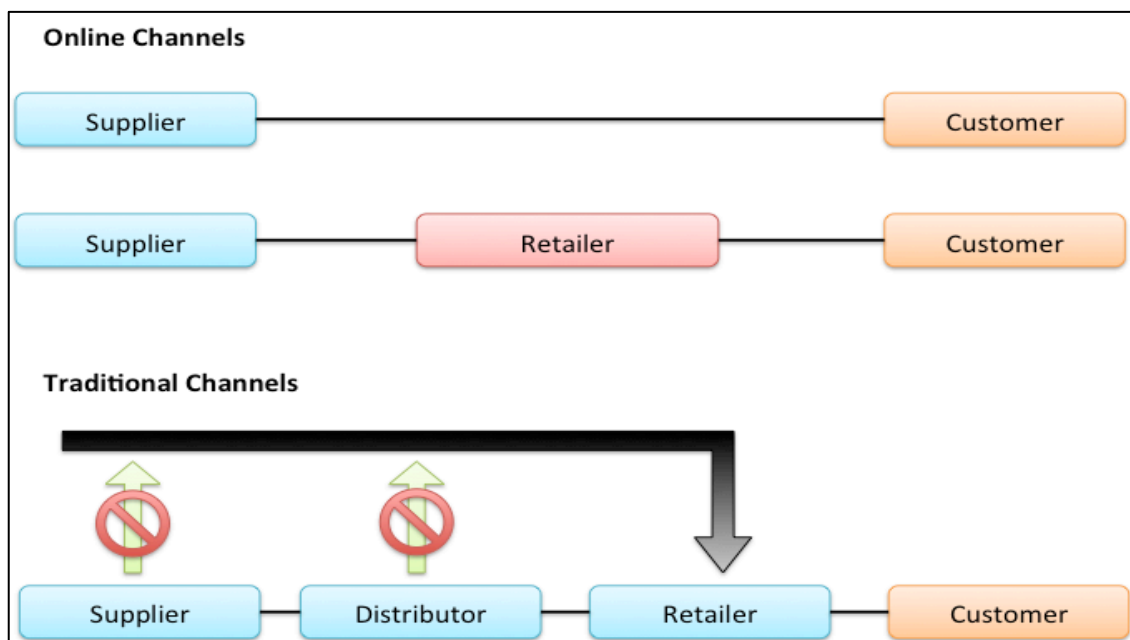 Online Channels
Supplier Customer
Supplier Retailer Customer
Traditional Channels
Supplier Distributor Retailer Customer